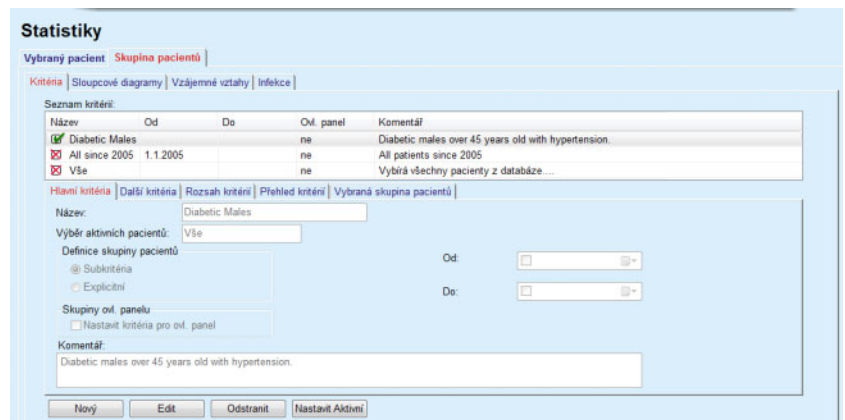 Statistiky
Vybraný pacient Skupina pacientů
Kritéria Sloupcové diagramy Vzájemné vztahy Infekce
Seznam kritérií:
Název Od Do Ovl. panel Komentář
Diabetic Males ne Diabetic males over 45 years old with hypertension.
All since 2005 1.1.2005 ne All patients since 2005
Vše ne Vybírá všechny pacienty z databáze....
Hlavní kritéria Další kritéria Rozsah kritérií Přehled kritérií Vybraná skupina pacientů
Název: Diabetic Males
Výběr aktivních pacientů: Vše
Definice skupiny pacientů
Subkritéria
Explicitní
Od:
Do:
Skupiny ovl. panelu
Nastavit kritéria pro ovl. panel
Komentář:
Diabetic males over 45 years old with hypertension.
Nový Edit Odstranit Nastavit Aktivní